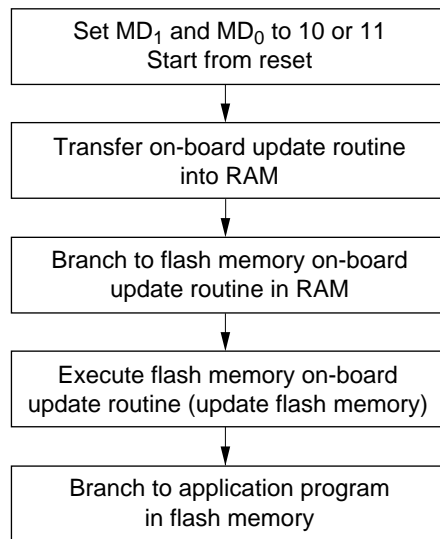 Set MD₁ and MD₀ to 10 or 11
Start from reset
Transfer on-board update routine
into RAM
Branch to flash memory on-board
update routine in RAM
Execute flash memory on-board
update routine (update flash memory)
Branch to application program
in flash memory